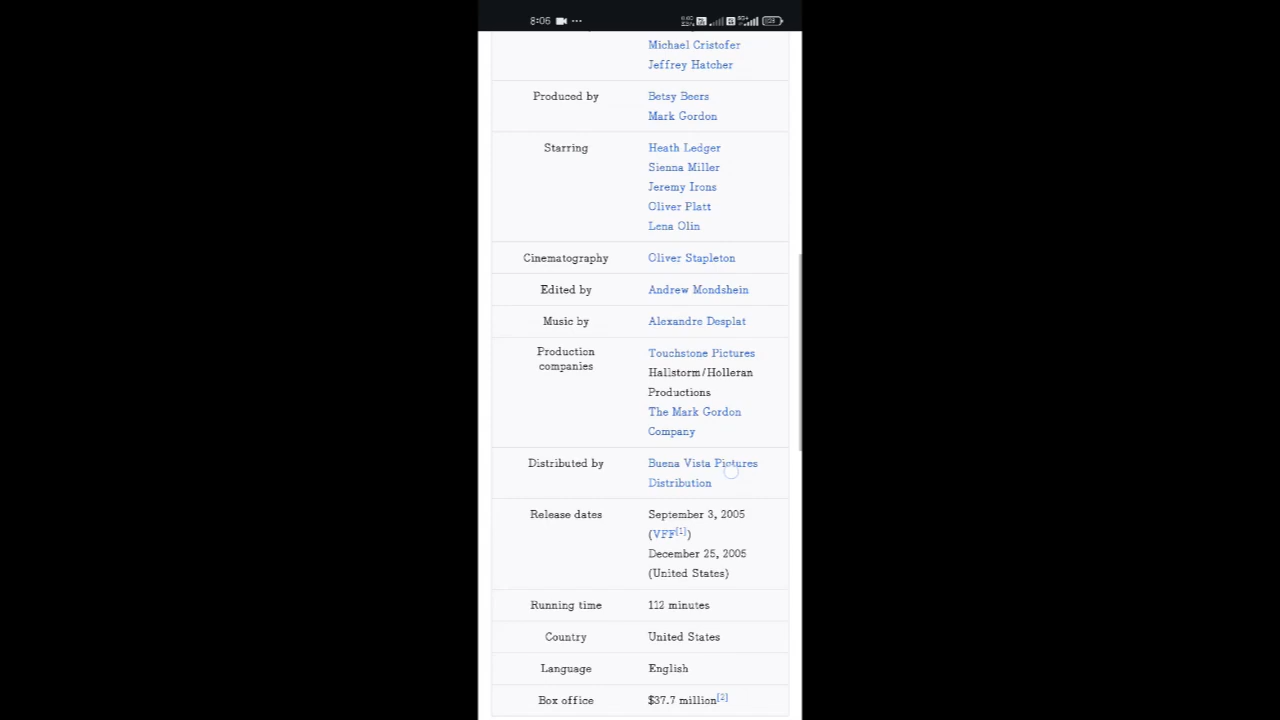 8:05
Michael Cristofer
Jeffrey Hatcher
Produced by
Betsy Beers
Mark Gordon
Starring
Heath Ledger
Sienna Miller
Jeremy Irons
Oliver Platt
Lena Olin
Cinematography
Oliver Stapleton
Edited by
Andrew Mondshein
Music by
Alexandre Desplat
Production
companies
Touchstone Pictures
Hallstorm/Holleran
Productions
The Mark Gordon
Company
Distributed by
Buena Vista Pictures
Distribution
Release dates
September 3, 2005
(VFF[1])
December 25, 2005
(United States)
Running time
112 minutes
Country
United States
Language
English
Box office
$37.7 million[2]